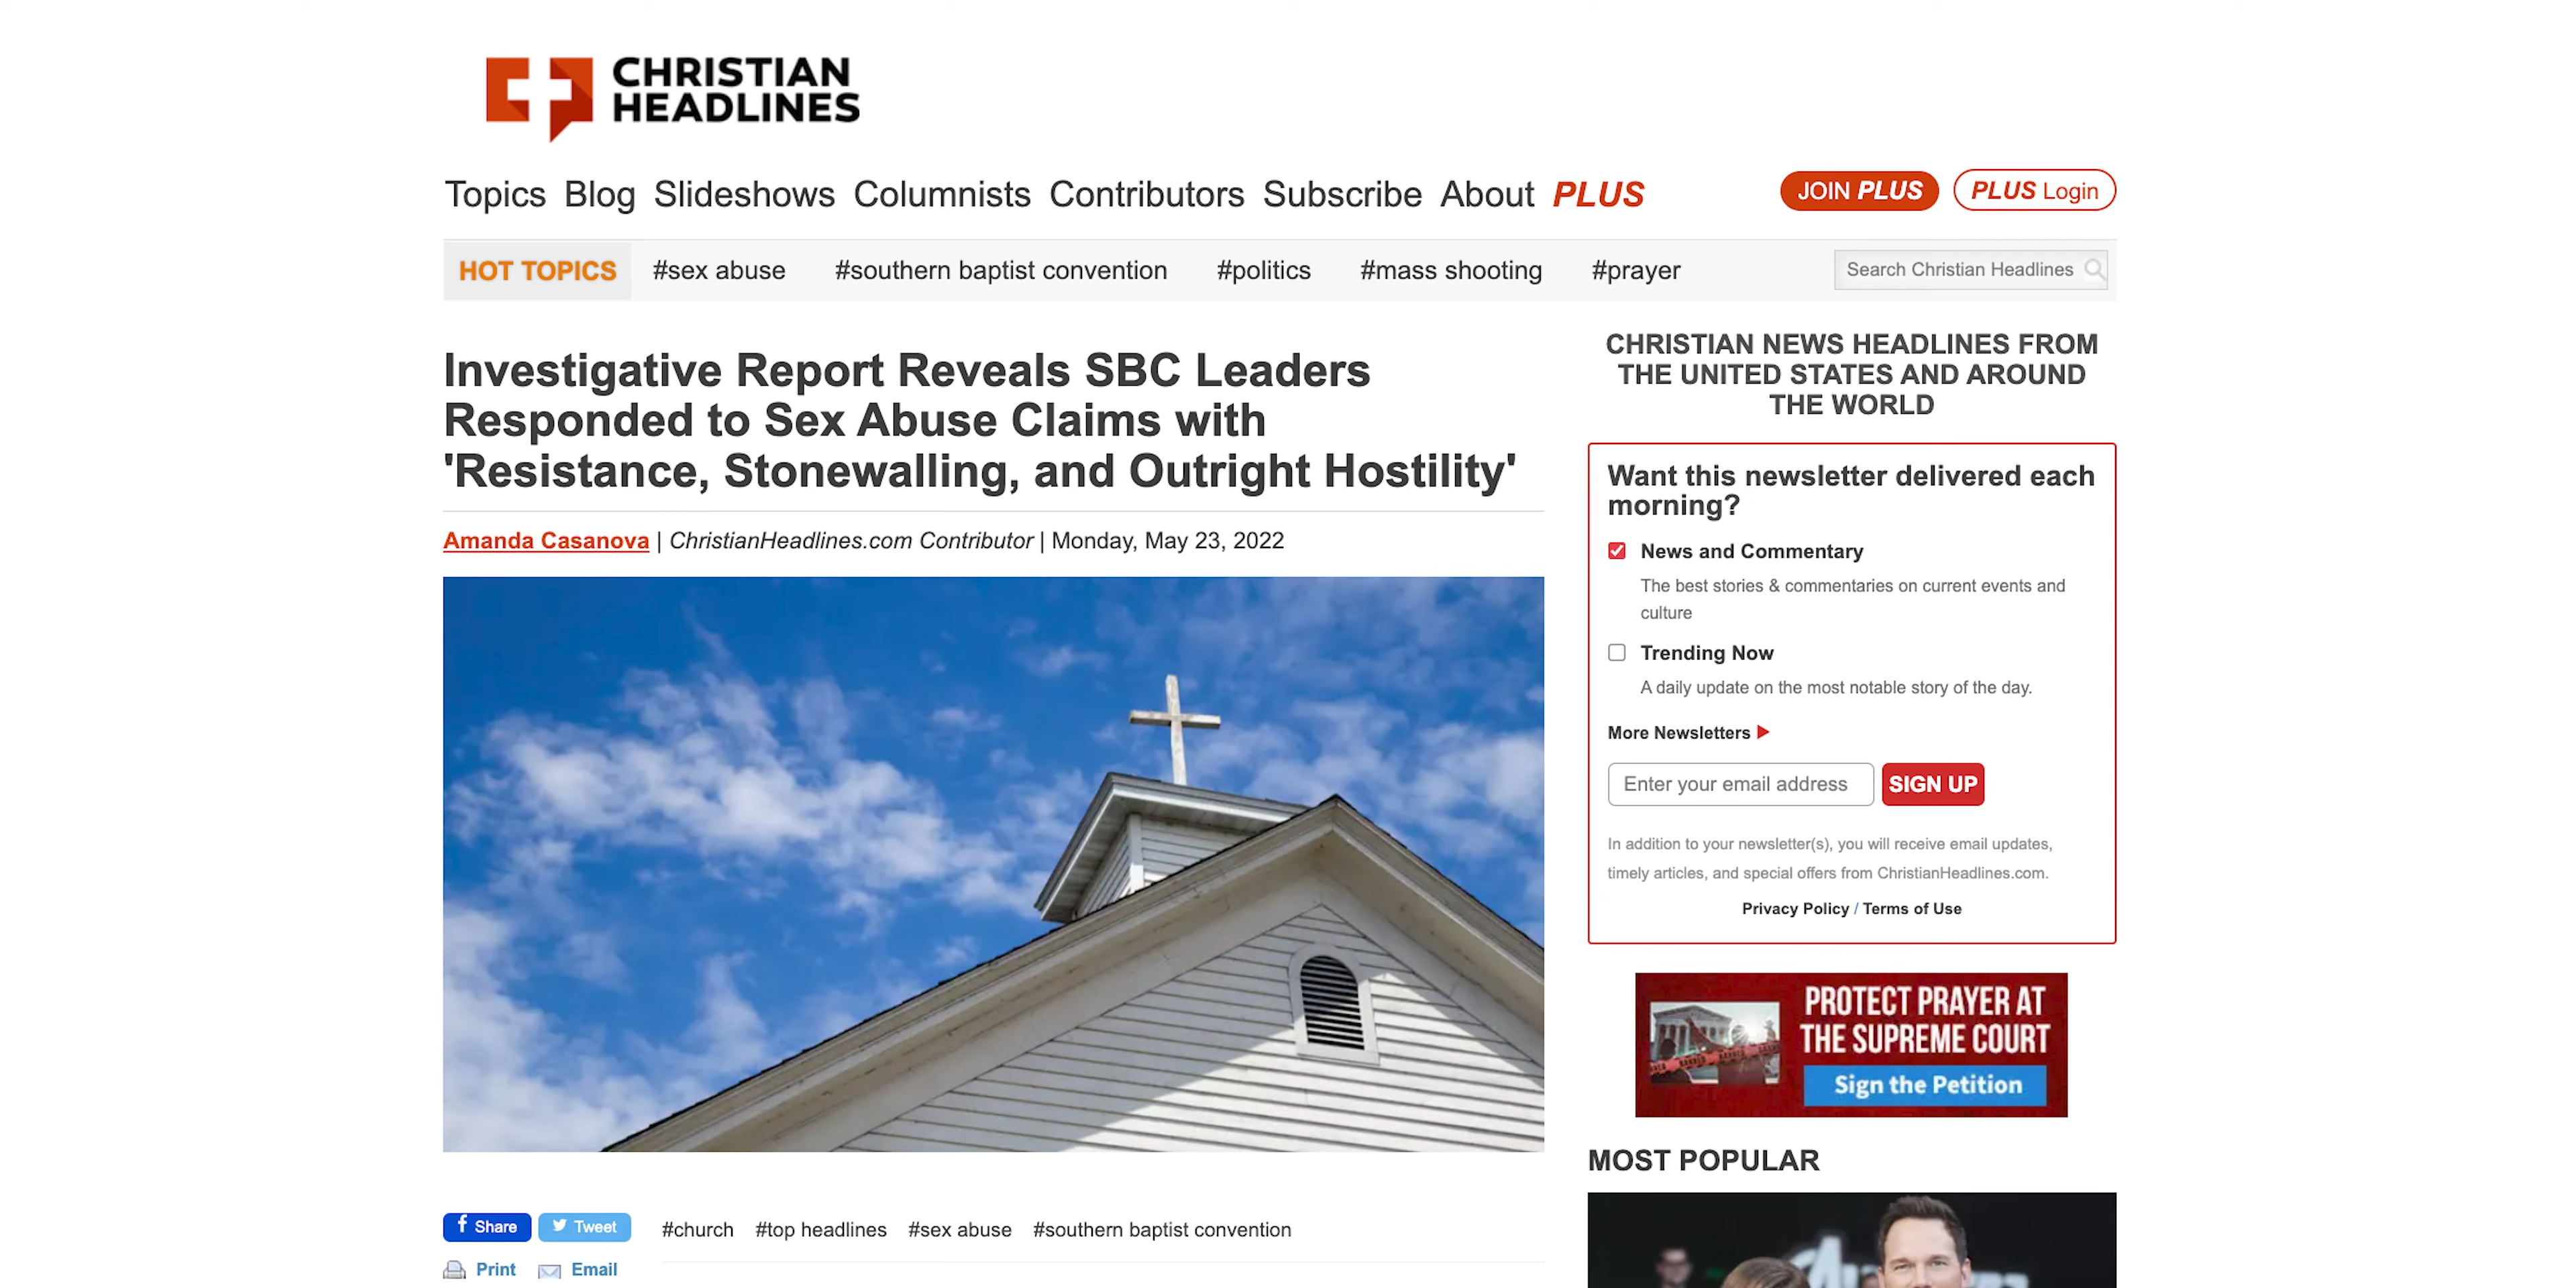 CHRISTIAN
HEADLINES
Topics Blog Slideshows Columnists Contributors Subscribe About PLUS
JOIN PLUS
PLUS Login
HOT TOPICS #sex abuse #southern baptist convention #politics #mass shooting #prayer
Search Christian Headlines
Investigative Report Reveals SBC Leaders
Responded to Sex Abuse Claims with
'Resistance, Stonewalling, and Outright Hostility'
Amanda Casanova | ChristianHeadlines.com Contributor | Monday, May 23, 2022
Share Tweet
#church #top headlines #sex abuse #southern baptist convention
Print Email
CHRISTIAN NEWS HEADLINES FROM
THE UNITED STATES AND AROUND
THE WORLD
Want this newsletter delivered each
morning?
News and Commentary
The best stories & commentaries on current events and
culture
Trending Now
A daily update on the most notable story of the day.
More Newsletters
Enter your email address
SIGN UP
In addition to your newsletter(s), you will receive email updates,
timely articles, and special offers from ChristianHeadlines.com.
Privacy Policy / Terms of Use
PROTECT PRAYER AT
THE SUPREME COURT
Sign the Petition
MOST POPULAR